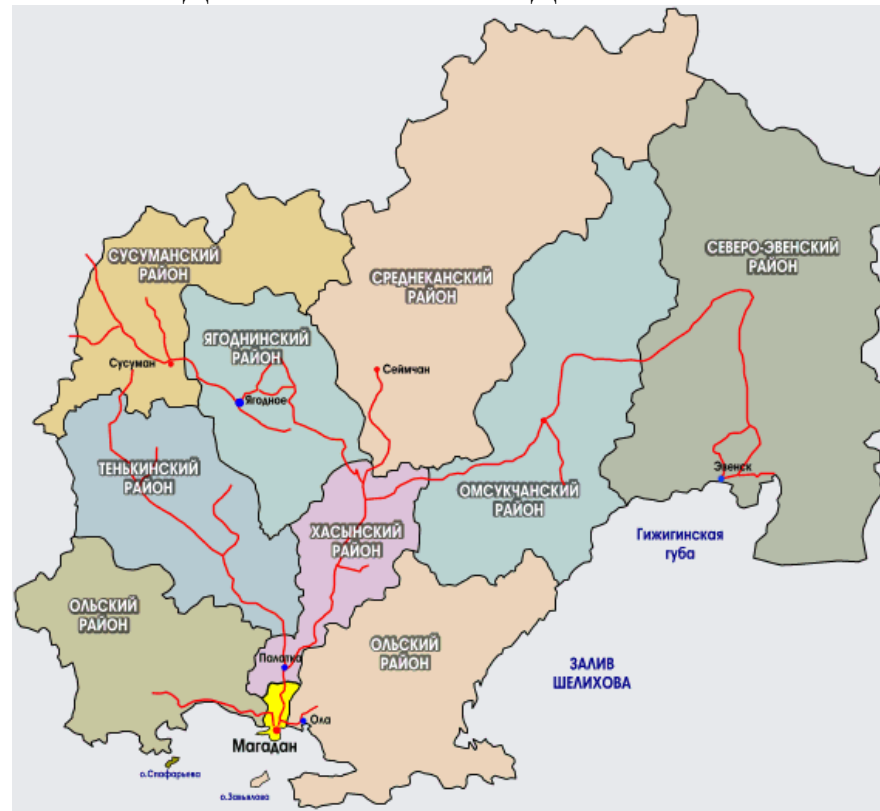 СУСУМАНСКИЙ
РАЙОН
СЕВЕРО-ЭВЕНСКИЙ
РАЙОН
СРЕДНЕКАНСКИЙ
РАЙОН
ЯГОДНИНСКИЙ
РАЙОН
Сусуман
Сеймчан
Ягодное
ТЕНЬКИНСКИЙ
РАЙОН
Эвенск
ОМСУКЧАНСКИЙ
РАЙОН
ХАСЫНСКИЙ
РАЙОН
Гижигинская
губа
ОЛЬСКИЙ
РАЙОН
ОЛЬСКИЙ
РАЙОН
Палатка
ЗАЛИВ
ШЕЛИХОВА
Ола
Магадан
о.Спафарьева
о.Завьялова